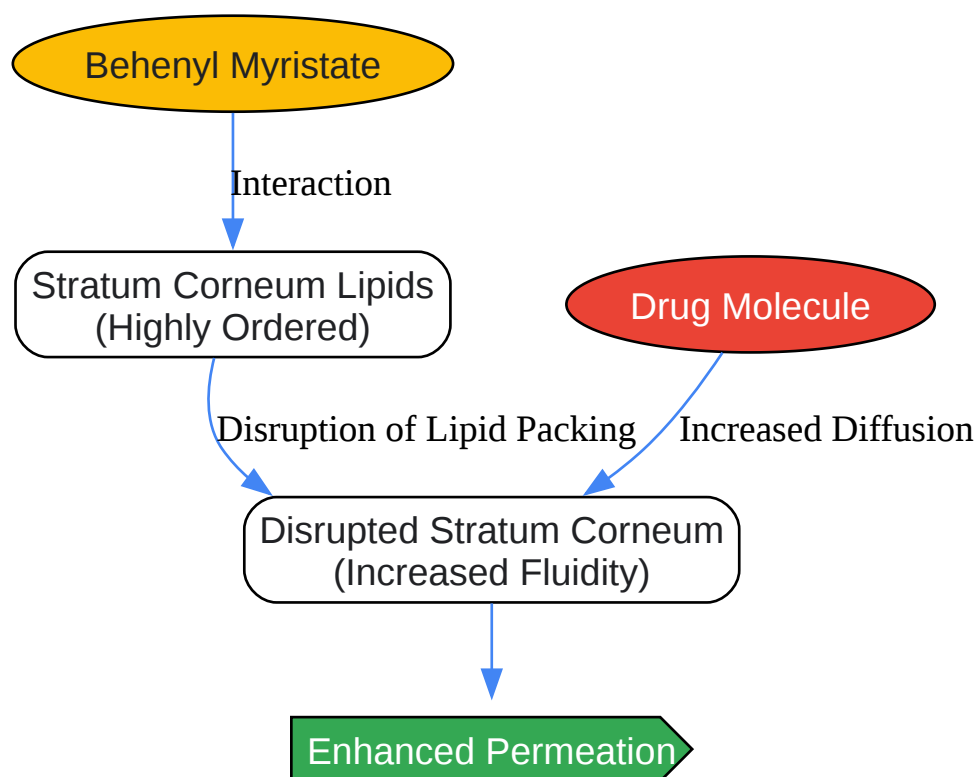 Behenyl Myristate
Interaction
Stratum Corneum Lipids
(Highly Ordered)
Drug Molecule
Disruption of Lipid Packing
Increased Diffusion
Disrupted Stratum Corneum
(Increased Fluidity)
Enhanced Permeation